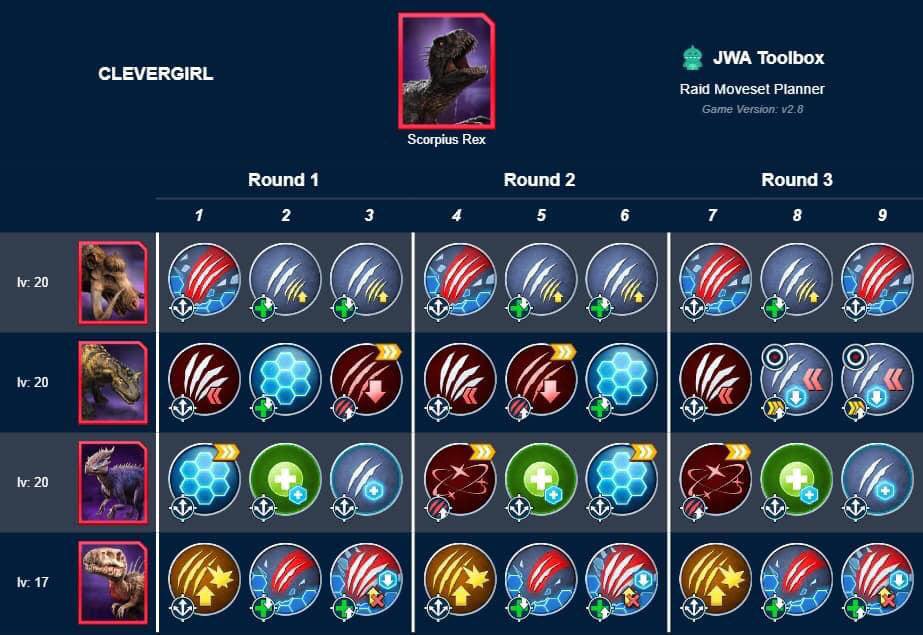 CLEVERGIRL
Scorpius Rex
JWA Toolbox
Raid Moveset Planner
Game Version: v2.8
Round 1 Round 2 Round 3
1 2 3 4 5 6 7 8 9
lv: 20
lv: 20
lv: 20
lv: 17